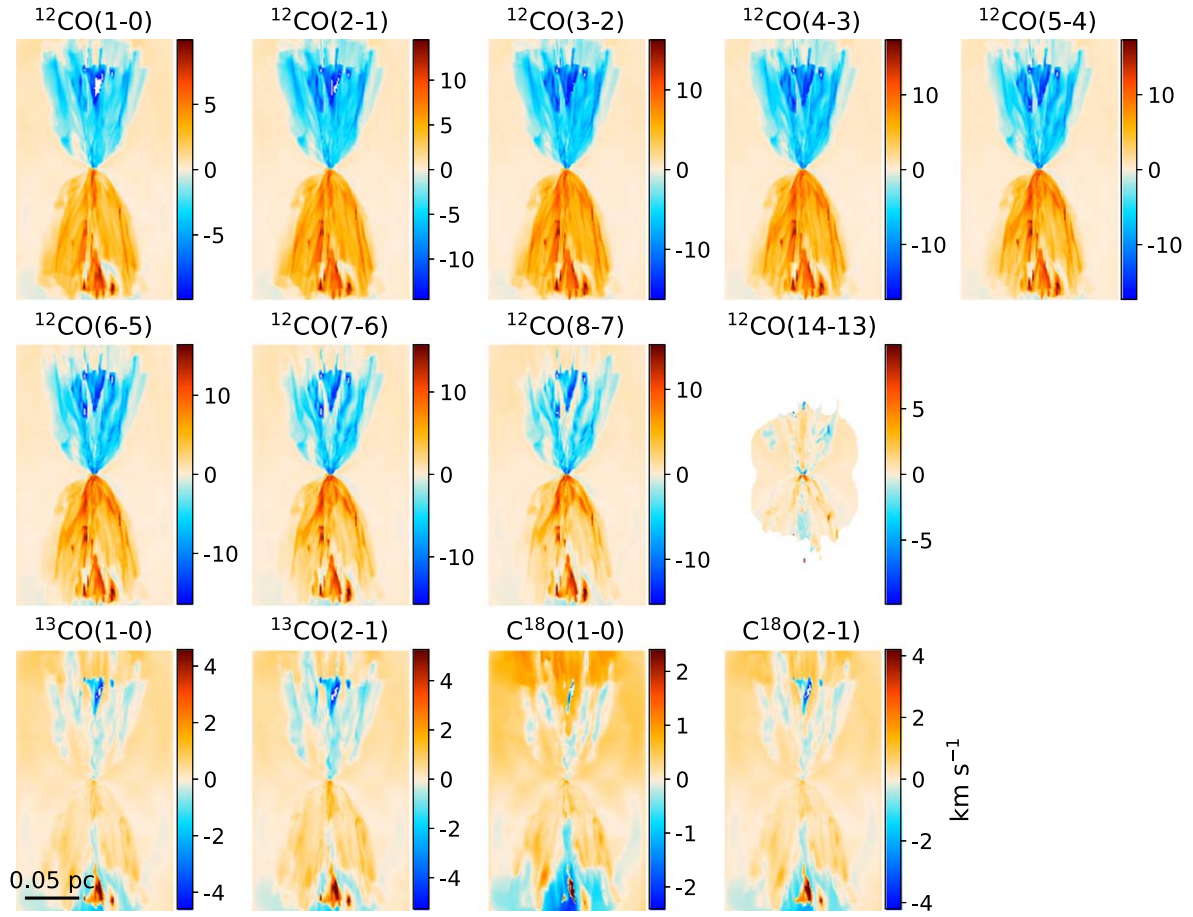 ¹²CO(1-0) ¹²CO(2-1) ¹²CO(3-2) ¹²CO(4-3) ¹²CO(5-4)
5 0 -5
10 5 0 -5 -10
10 0 -10
10 0 -10
10 0 -10
¹²CO(6-5) ¹²CO(7-6) ¹²CO(8-7) ¹²CO(14-13)
10 0 -10
10 0 -10
10 5 0 -5 -10
5 0 -5
¹³CO(1-0) ¹³CO(2-1) C¹⁸O(1-0) C¹⁸O(2-1)
4 2 0 -2 -4
4 2 0 -2 -4
2 1 0 -1 -2
4 2 0 -2 -4
km s⁻¹
0.05 pc